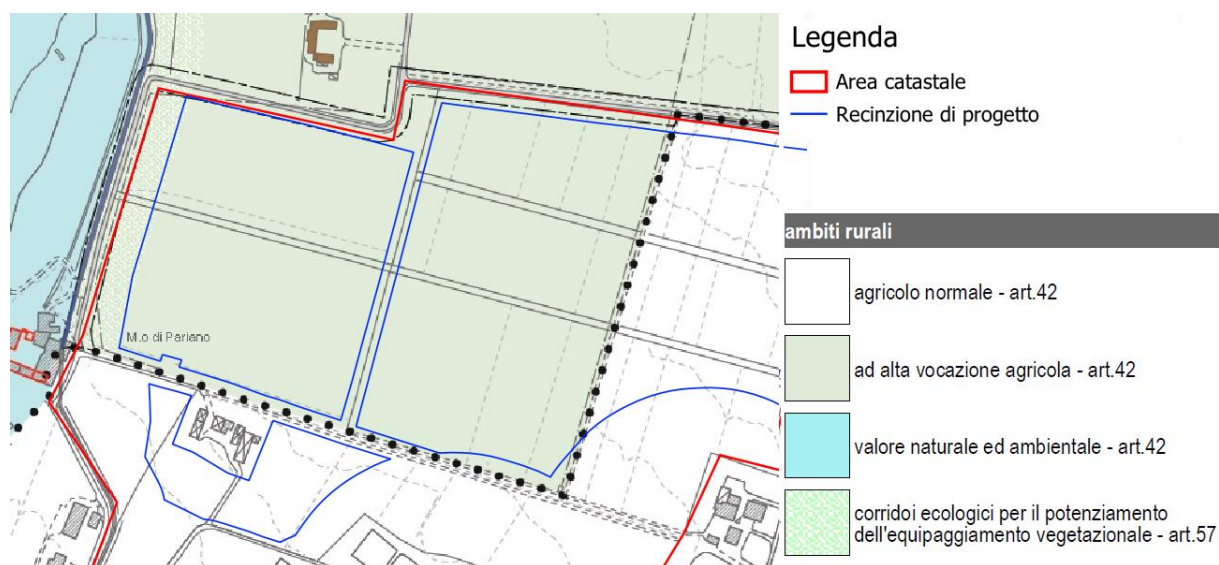 M.o di Pariano
Legenda
Area catastale
Recinzione di progetto
ambiti rurali
agricolo normale - art.42
ad alta vocazione agricola - art.42
valore naturale ed ambientale - art.42
corridoi ecologici per il potenziamento
dell'equipaggiamento vegetazionale - art.57